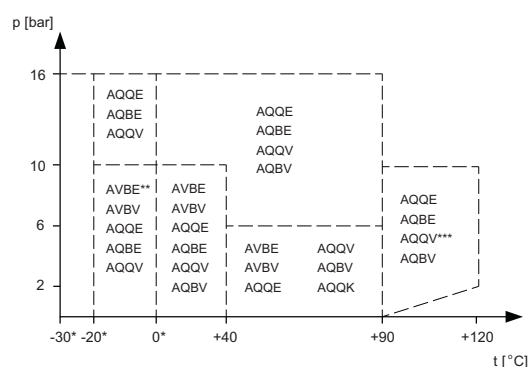 p [bar]
16
AQQE
AQBE
AQQV
AQQE
AQBE
AQQV
AQBV
10
AVBE**
AVBV
AQQE
AQBE
AQQV
AVBE
AVBV
AQQE
AQBE
AQQV
AQBV
AQQE
AQBE
AQQV***
AQBV
6
AVBE
AVBV
AQQE
AQQV
AQBV
AQQK
2
-30* -20* 0* +40 +90 +120
t [°C]